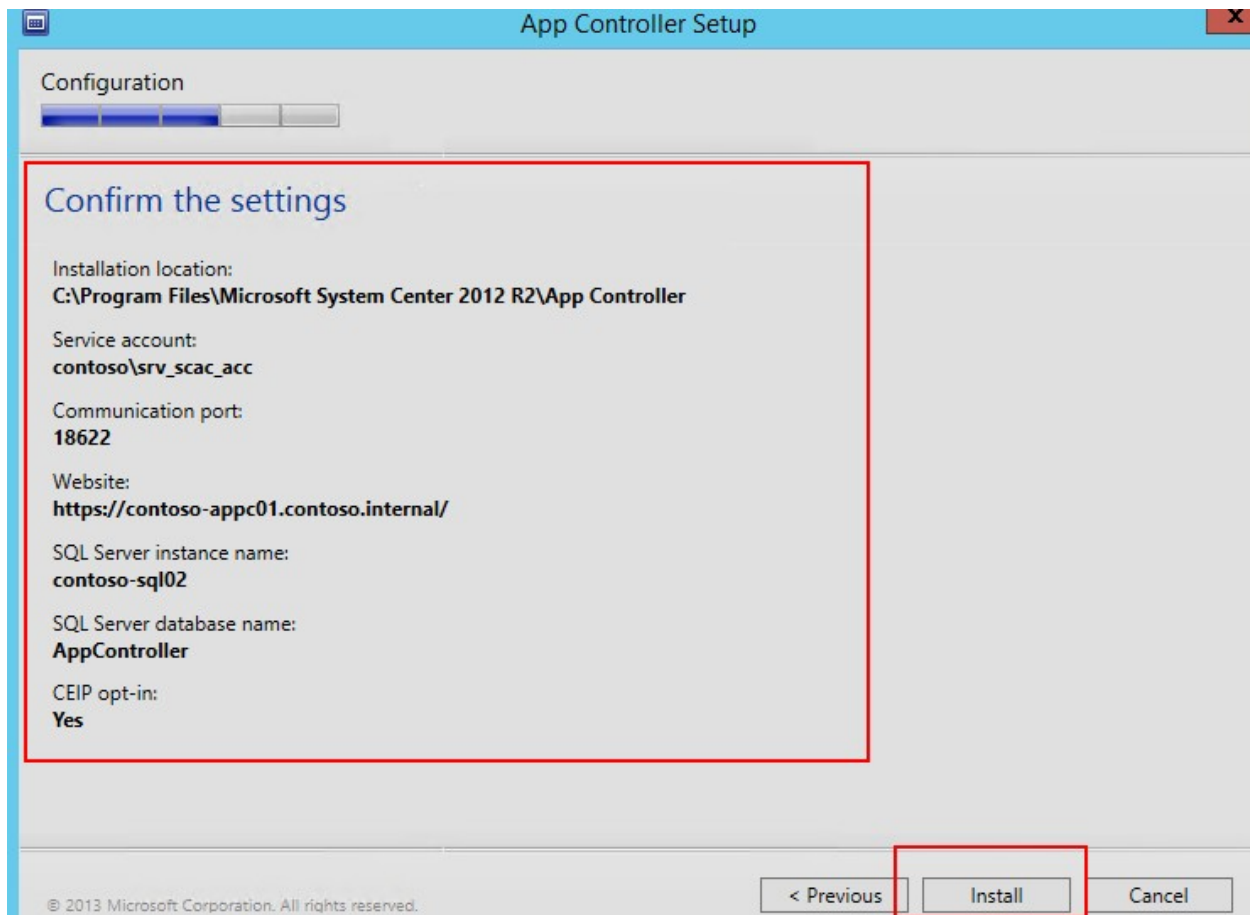 App Controller Setup
x
Configuration
Confirm the settings
Installation location:
C:\Program Files\Microsoft System Center 2012 R2\App Controller
Service account:
contoso\srv_scac_acc
Communication port:
18622
Website:
https://contoso-appc01.contoso.internal/
SQL Server instance name:
contoso-sql02
SQL Server database name:
AppController
CEIP opt-in:
Yes
© 2013 Microsoft Corporation. All rights reserved.
< Previous
Install
Cancel